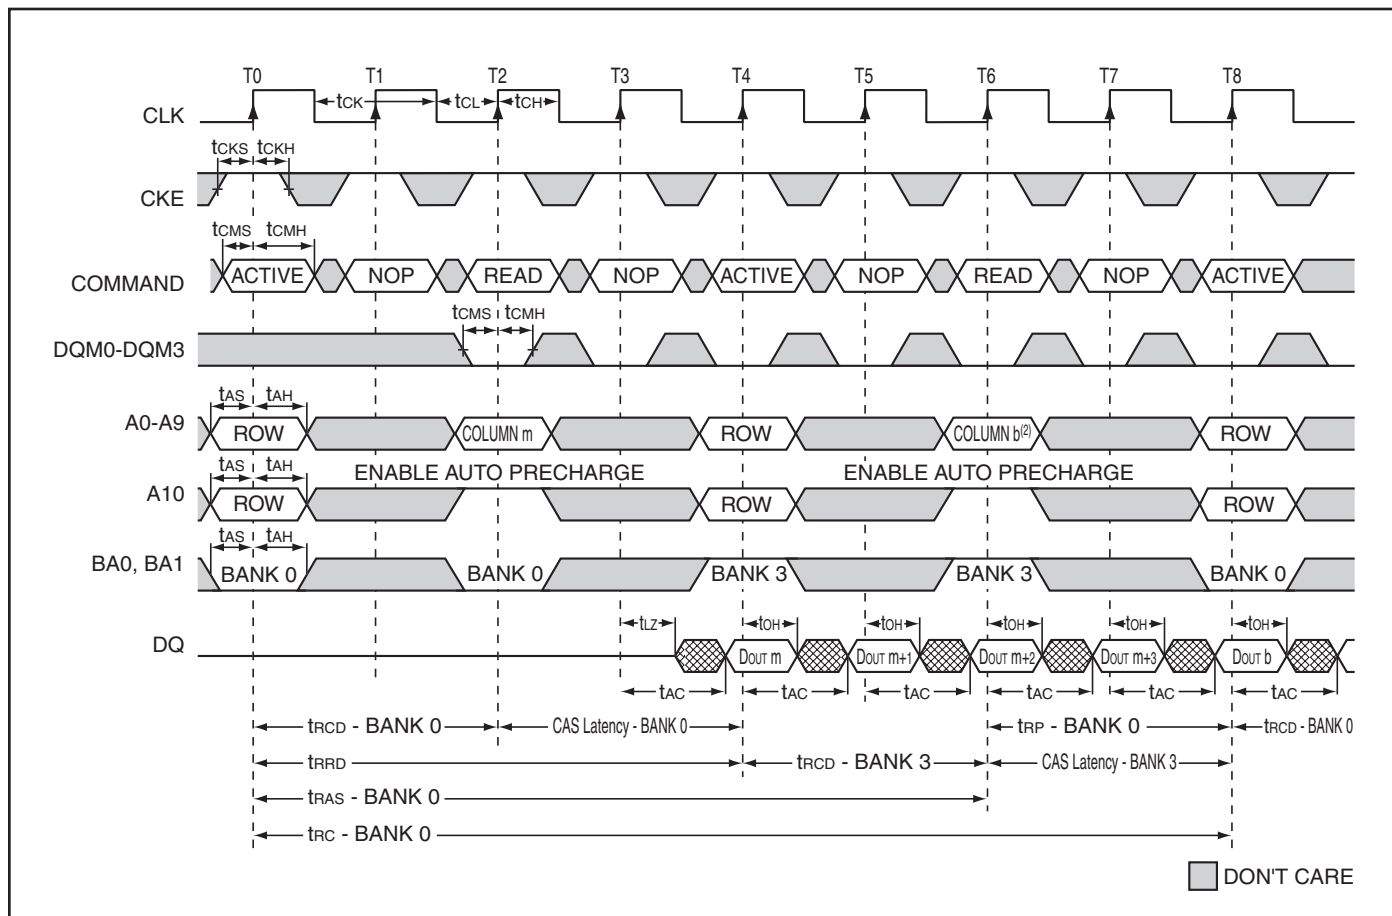 T0 T1 T2 T3 T4 T5 T6 T7 T8
CLK tCK tCL tCH
tCKS tCKH
CKE
tCMS tCMH
COMMAND ACTIVE NOP READ NOP ACTIVE NOP READ NOP ACTIVE
tCMS tCMH
DQM0-DQM3
tAS tAH
A0-A9 ROW COLUMN m ROW COLUMN b(2) ROW
tAS tAH ENABLE AUTO PRECHARGE ENABLE AUTO PRECHARGE
A10 ROW ROW ROW
tAS tAH
BA0, BA1 BANK 0 BANK 0 BANK 3 BANK 3 BANK 0
tLZ tOH tOH tOH tOH tOH
DQ DOUT m DOUT m+1 DOUT m+2 DOUT m+3 DOUT b
tAC tAC tAC tAC tAC tAC
tRCD - BANK 0 CAS Latency - BANK 0 tRP - BANK 0 tRCD - BANK 0
tRRD tRCD - BANK 3 CAS Latency - BANK 3
tRAS - BANK 0
tRC - BANK 0
DON'T CARE